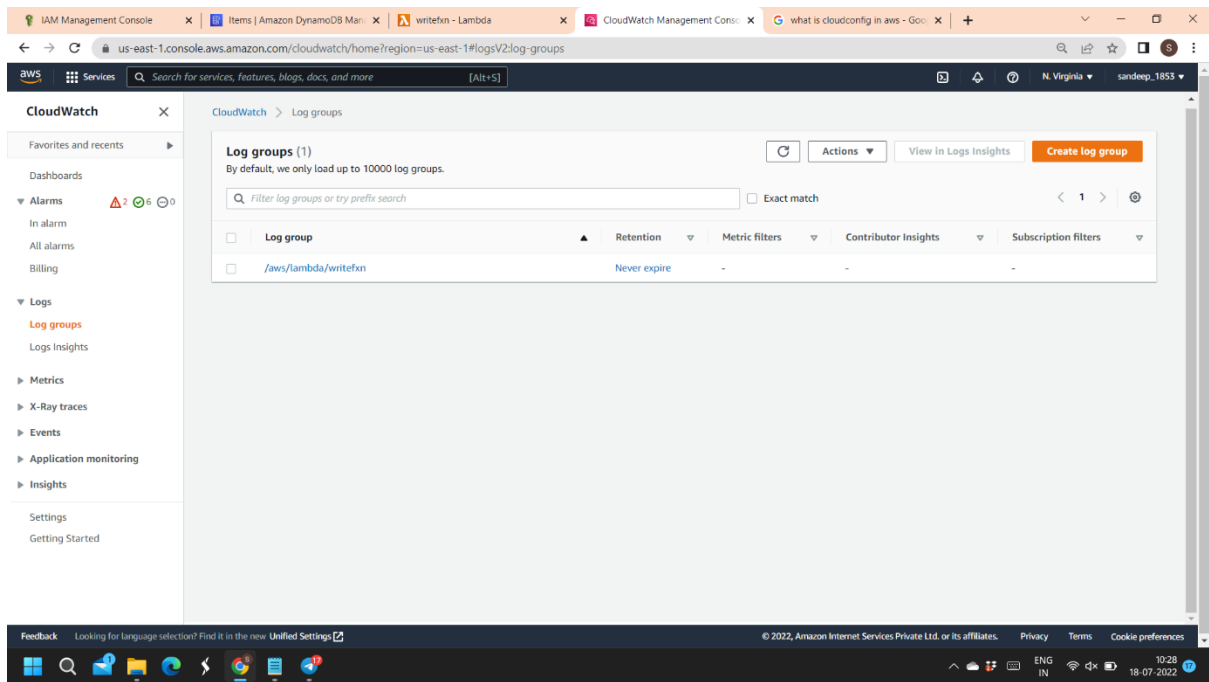 IAM Management Console
Items | Amazon DynamoDB Man
writefxn - Lambda
CloudWatch Management Consc
what is cloudconfig in aws - Goo
us-east-1.console.aws.amazon.com/cloudwatch/home?region=us-east-1#logsV2:log-groups
S
aws
Services
Search for services, features, blogs, docs, and more
[Alt+S]
N. Virginia
sandeep_1853
CloudWatch
Favorites and recents
Dashboards
Alarms 2 6 0
In alarm
All alarms
Billing
Logs
Log groups
Logs Insights
Metrics
X-Ray traces
Events
Application monitoring
Insights
Settings
Getting Started
CloudWatch > Log groups
Log groups (1)
By default, we only load up to 10000 log groups.
Actions
View in Logs Insights
Create log group
Filter log groups or try prefix search
Exact match
1
Log group Retention Metric filters Contributor Insights Subscription filters
/aws/lambda/writefxn Never expire - - -
Feedback Looking for language selection? Find it in the new Unified Settings
© 2022, Amazon Internet Services Private Ltd. or its affiliates. Privacy Terms Cookie preferences
ENG
IN
10:28
18-07-2022
17